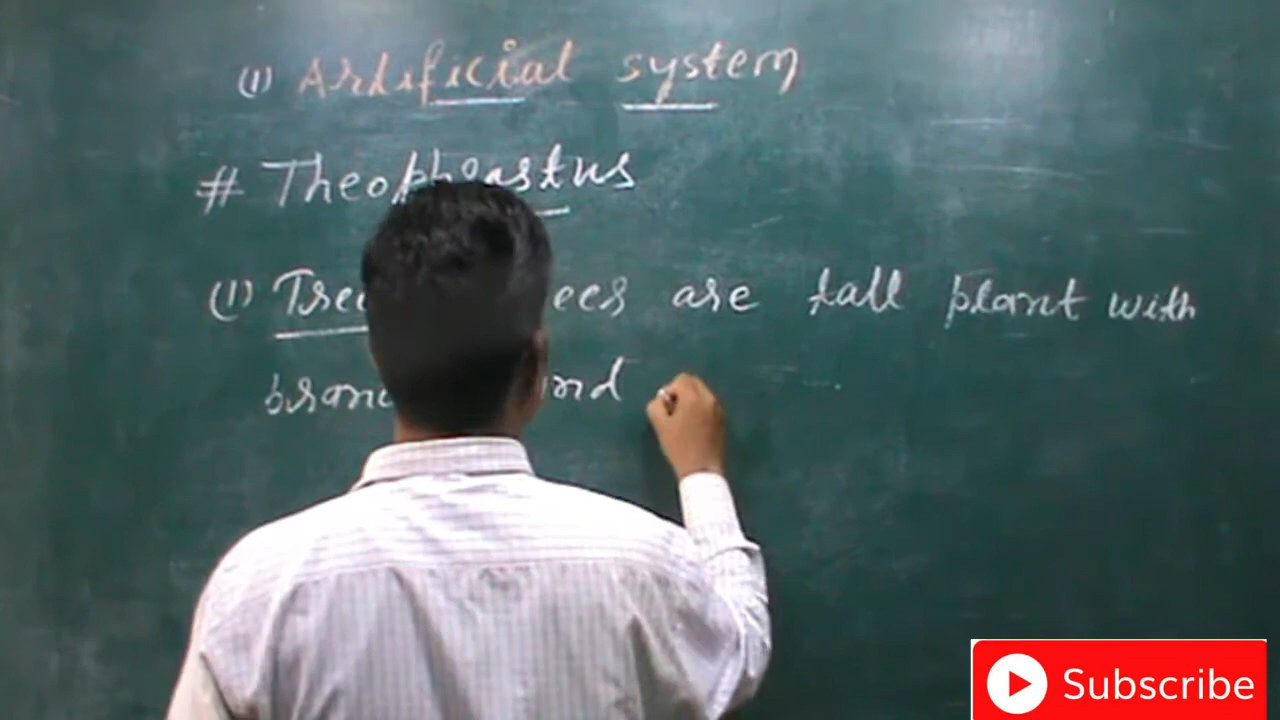 (1) Artificial system
# Theophrastus
(1) Trees are tall plant with
and
Subscribe